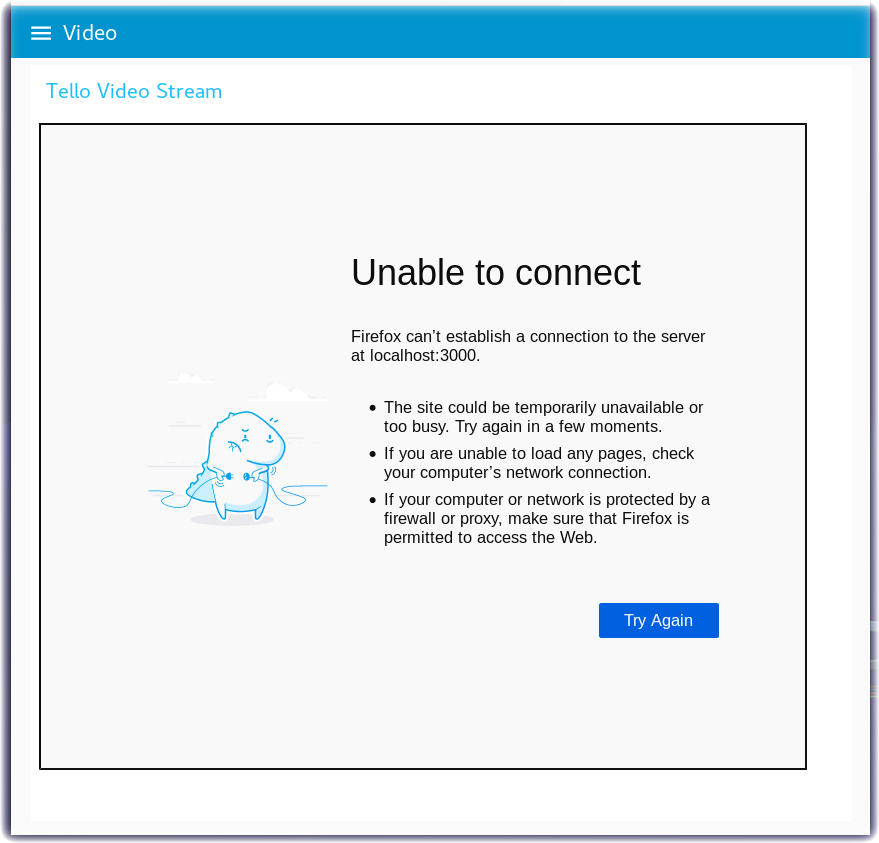 Video
Tello Video Stream
Unable to connect
Firefox can’t establish a connection to the server
at localhost:3000.
The site could be temporarily unavailable or
too busy. Try again in a few moments.
If you are unable to load any pages, check
your computer’s network connection.
If your computer or network is protected by a
firewall or proxy, make sure that Firefox is
permitted to access the Web.
Try Again